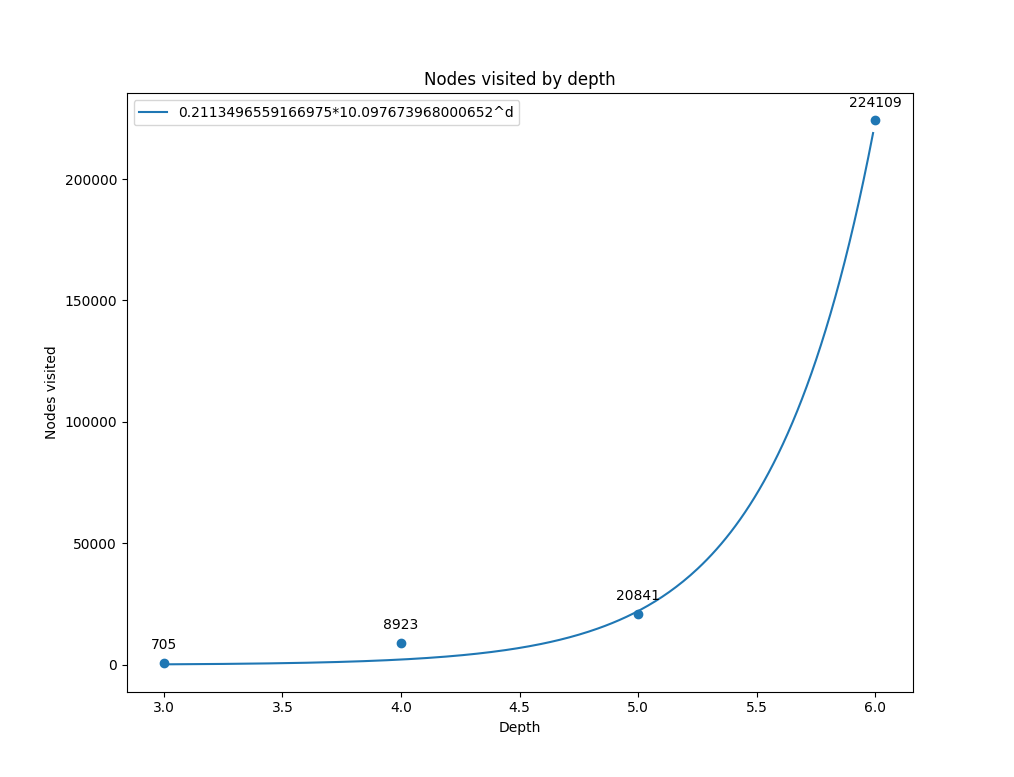 Nodes visited by depth
0.2113496559166975*10.097673968000652^d
224109
200000
150000
Nodes visited
100000
50000
20841
8923
705
0
3.0 3.5 4.0 4.5 5.0 5.5 6.0
Depth